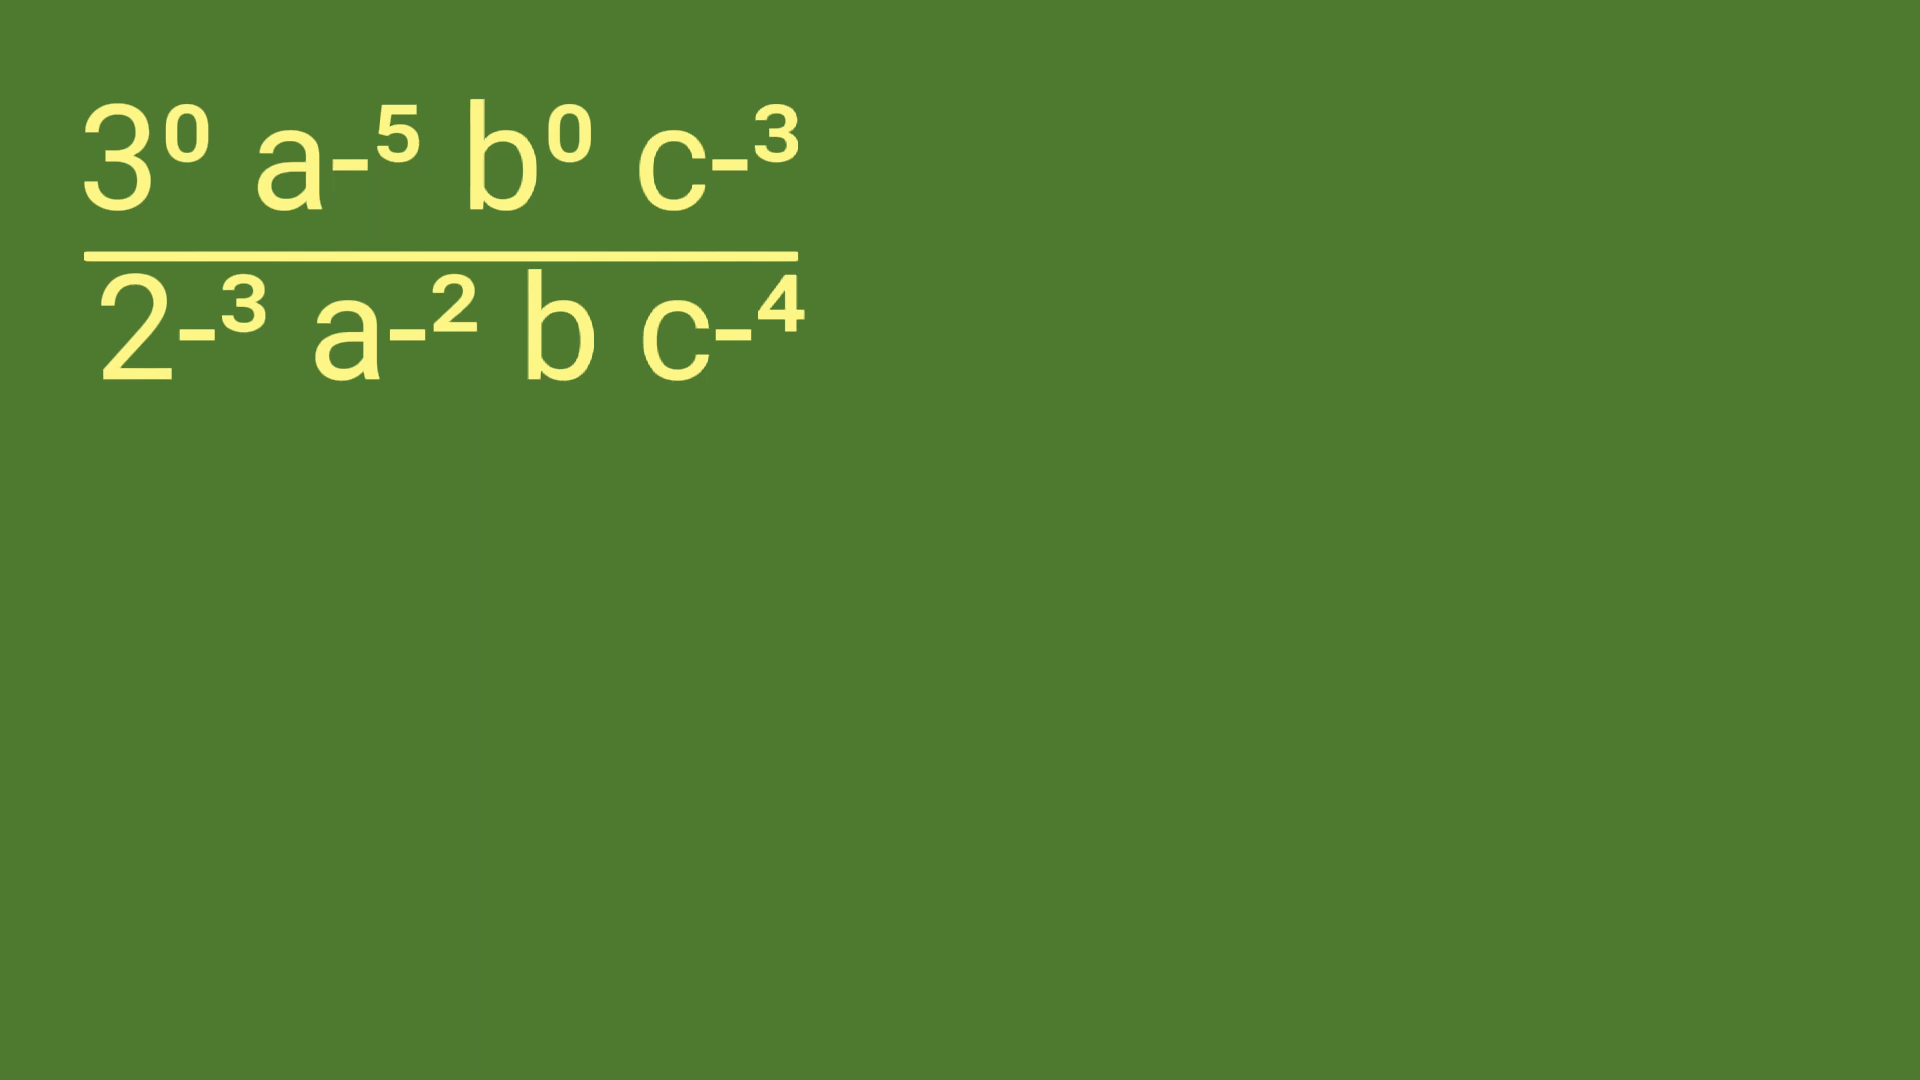 3⁰ a-⁵ b⁰ c-³
2-³ a-² b c-⁴